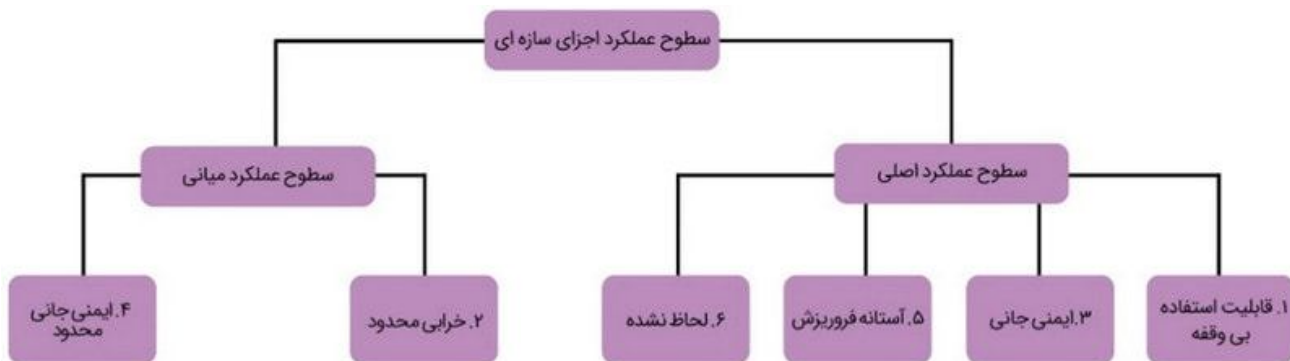 سطوح عملکرد اجزای سازه ای
سطوح عملکرد اصلی
سطوح عملکرد میانی
۱. قابلیت استفاده
بی وقفه
۳.ایمنی جانی
۵. آستانه فروریزش
۶. لحاظ نشده
۲. خرابی محدود
۴. ایمنی جانی
محدود